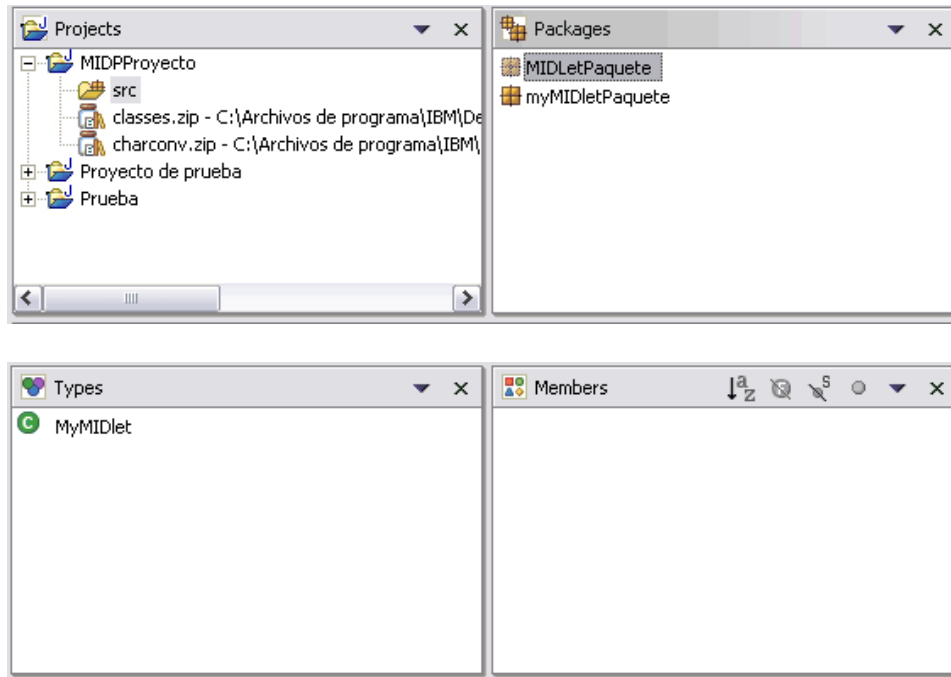 Projects
MIDPProyecto
src
classes.zip - C:\Archivos de programa\IBM\De
charconv.zip - C:\Archivos de programa\IBM\
Proyecto de prueba
Prueba
Packages
MIDLetPaquete
myMIDletPaquete
Types
MyMIDlet
Members